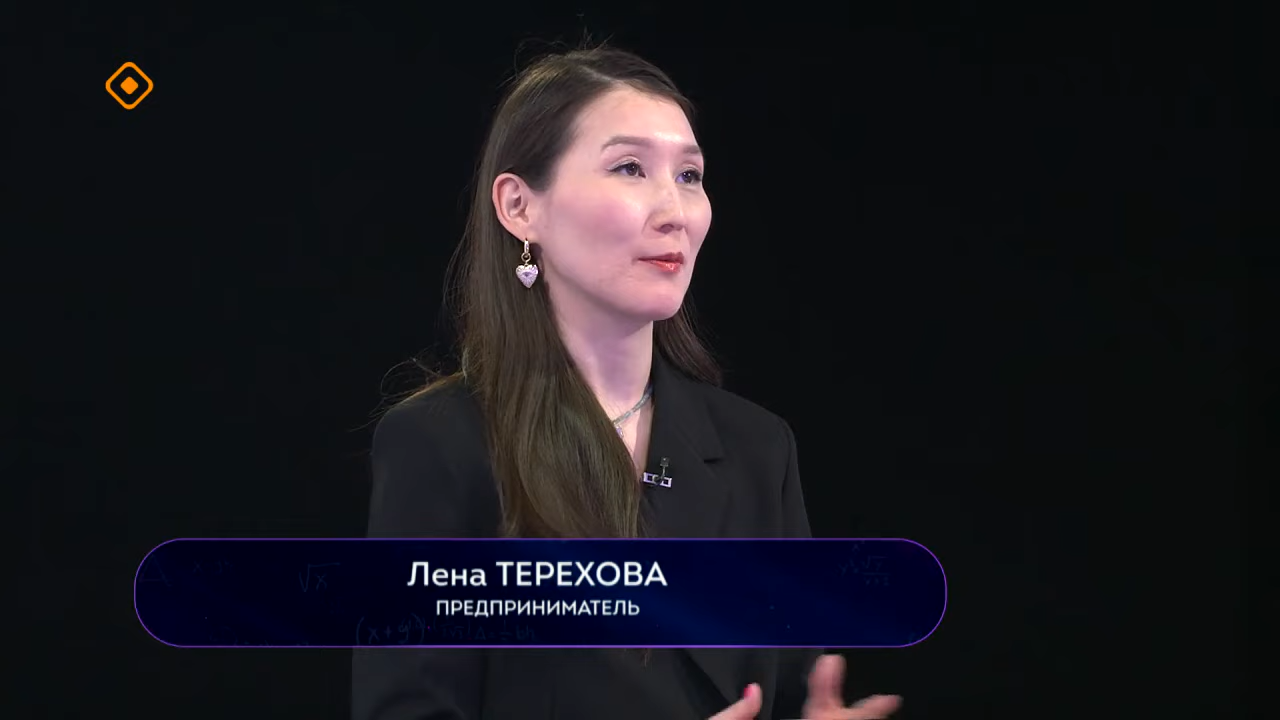 Лена ТЕРЕХОВА
ПРЕДПРИНИМАТЕЛЬ